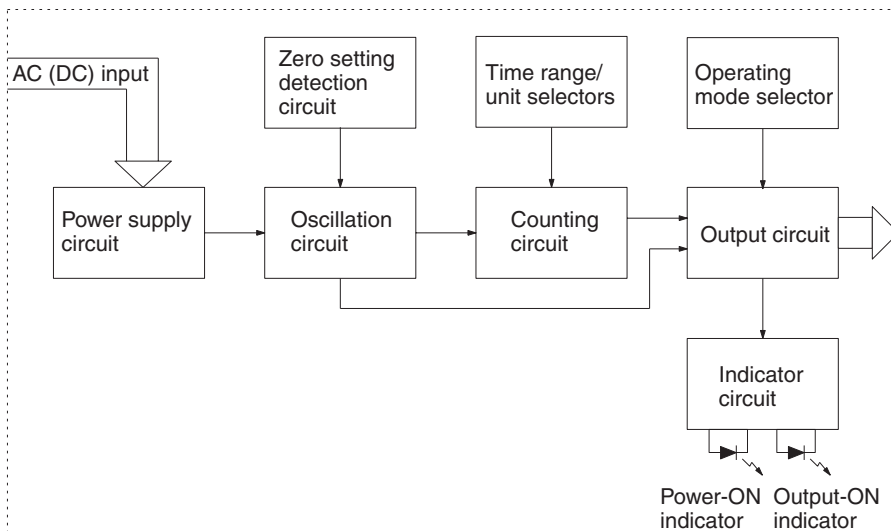 AC (DC) input
Zero setting
detection
circuit
Time range/
unit selectors
Operating
mode selector
Power supply
circuit
Oscillation
circuit
Counting
circuit
Output circuit
Indicator
circuit
Power-ON
indicator
Output-ON
indicator